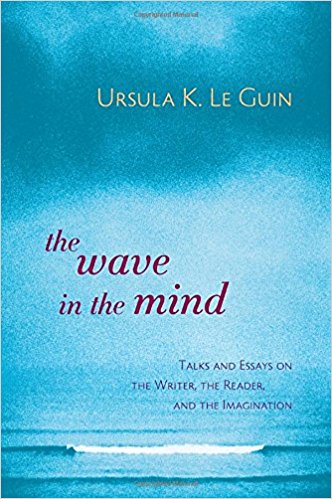 Ursula K. Le Guin
the wave
in the mind
Talks and Essays on
the Writer, the Reader,
and the Imagination